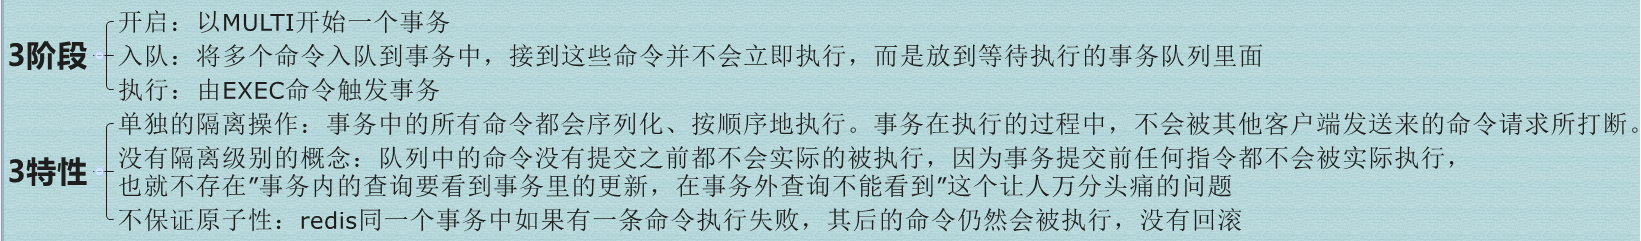 3阶段
开启：以MULTI开始一个事务
入队：将多个命令入队到事务中，接到这些命令并不会立即执行，而是放到等待执行的事务队列里面
执行：由EXEC命令触发事务
3特性
单独的隔离操作：事务中的所有命令都会序列化、按顺序地执行。事务在执行的过程中，不会被其他客户端发送来的命令请求所打断。
没有隔离级别的概念：队列中的命令没有提交之前都不会实际的被执行，因为事务提交前任何指令都不会被实际执行，
也就不存在”事务内的查询要看到事务里的更新，在事务外查询不能看到”这个让人万分头痛的问题
不保证原子性：redis同一个事务中如果有一条命令执行失败，其后的命令仍然会被执行，没有回滚